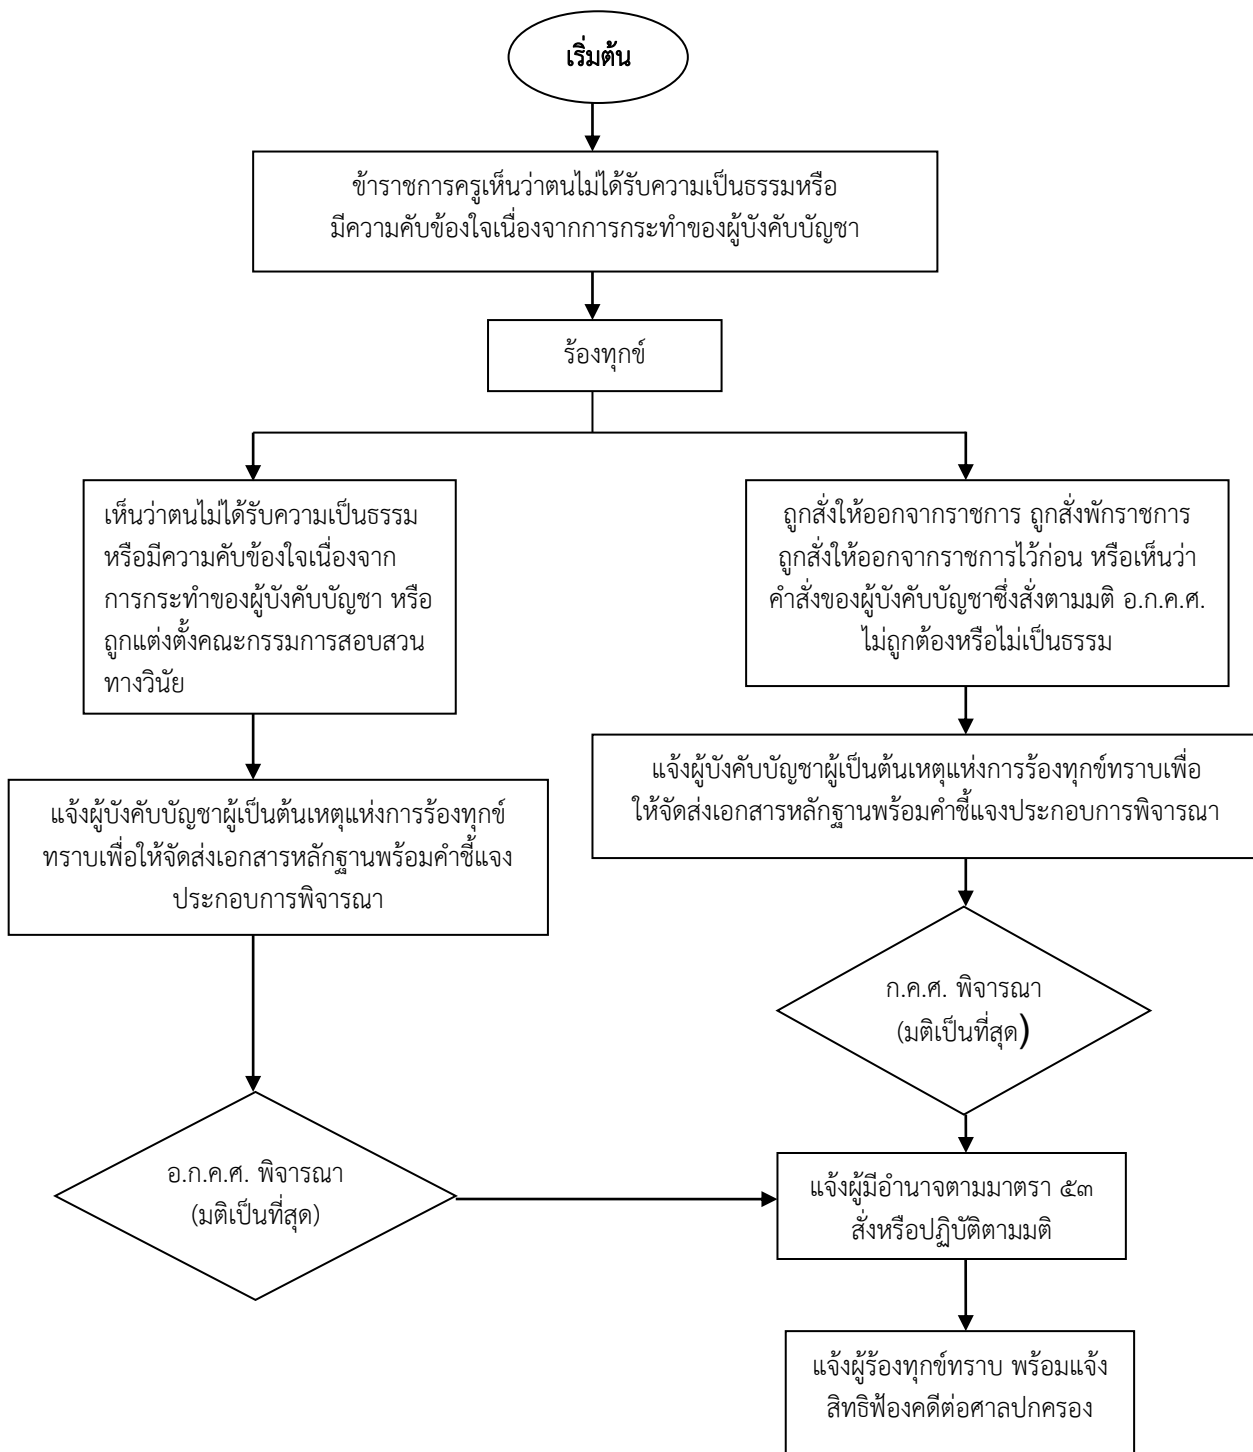 เริ่มต้น
ข้าราชการครูเห็นว่าตนไม่ได้รับความเป็นธรรมหรือ
มีความคับข้องใจเนื่องจากการกระทำของผู้บังคับบัญชา
ร้องทุกข์
เห็นว่าตนไม่ได้รับความเป็นธรรม
หรือมีความคับข้องใจเนื่องจาก
การกระทำของผู้บังคับบัญชา หรือ
ถูกแต่งตั้งคณะกรรมการสอบสวน
ทางวินัย
ถูกสั่งให้ออกจากราชการ ถูกสั่งพักราชการ
ถูกสั่งให้ออกจากราชการไว้ก่อน หรือเห็นว่า
คำสั่งของผู้บังคับบัญชาซึ่งสั่งตามมติ อ.ก.ค.ศ.
ไม่ถูกต้องหรือไม่เป็นธรรม
แจ้งผู้บังคับบัญชาผู้เป็นต้นเหตุแห่งการร้องทุกข์
ทราบเพื่อให้จัดส่งเอกสารหลักฐานพร้อมคำชี้แจง
ประกอบการพิจารณา
แจ้งผู้บังคับบัญชาผู้เป็นต้นเหตุแห่งการร้องทุกข์ทราบเพื่อ
ให้จัดส่งเอกสารหลักฐานพร้อมคำชี้แจงประกอบการพิจารณา
ก.ค.ศ. พิจารณา
(มติเป็นที่สุด)
อ.ก.ค.ศ. พิจารณา
(มติเป็นที่สุด)
แจ้งผู้มีอำนาจตามมาตรา ๕๓
สั่งหรือปฏิบัติตามมติ
แจ้งผู้ร้องทุกข์ทราบ พร้อมแจ้ง
สิทธิฟ้องคดีต่อศาลปกครอง